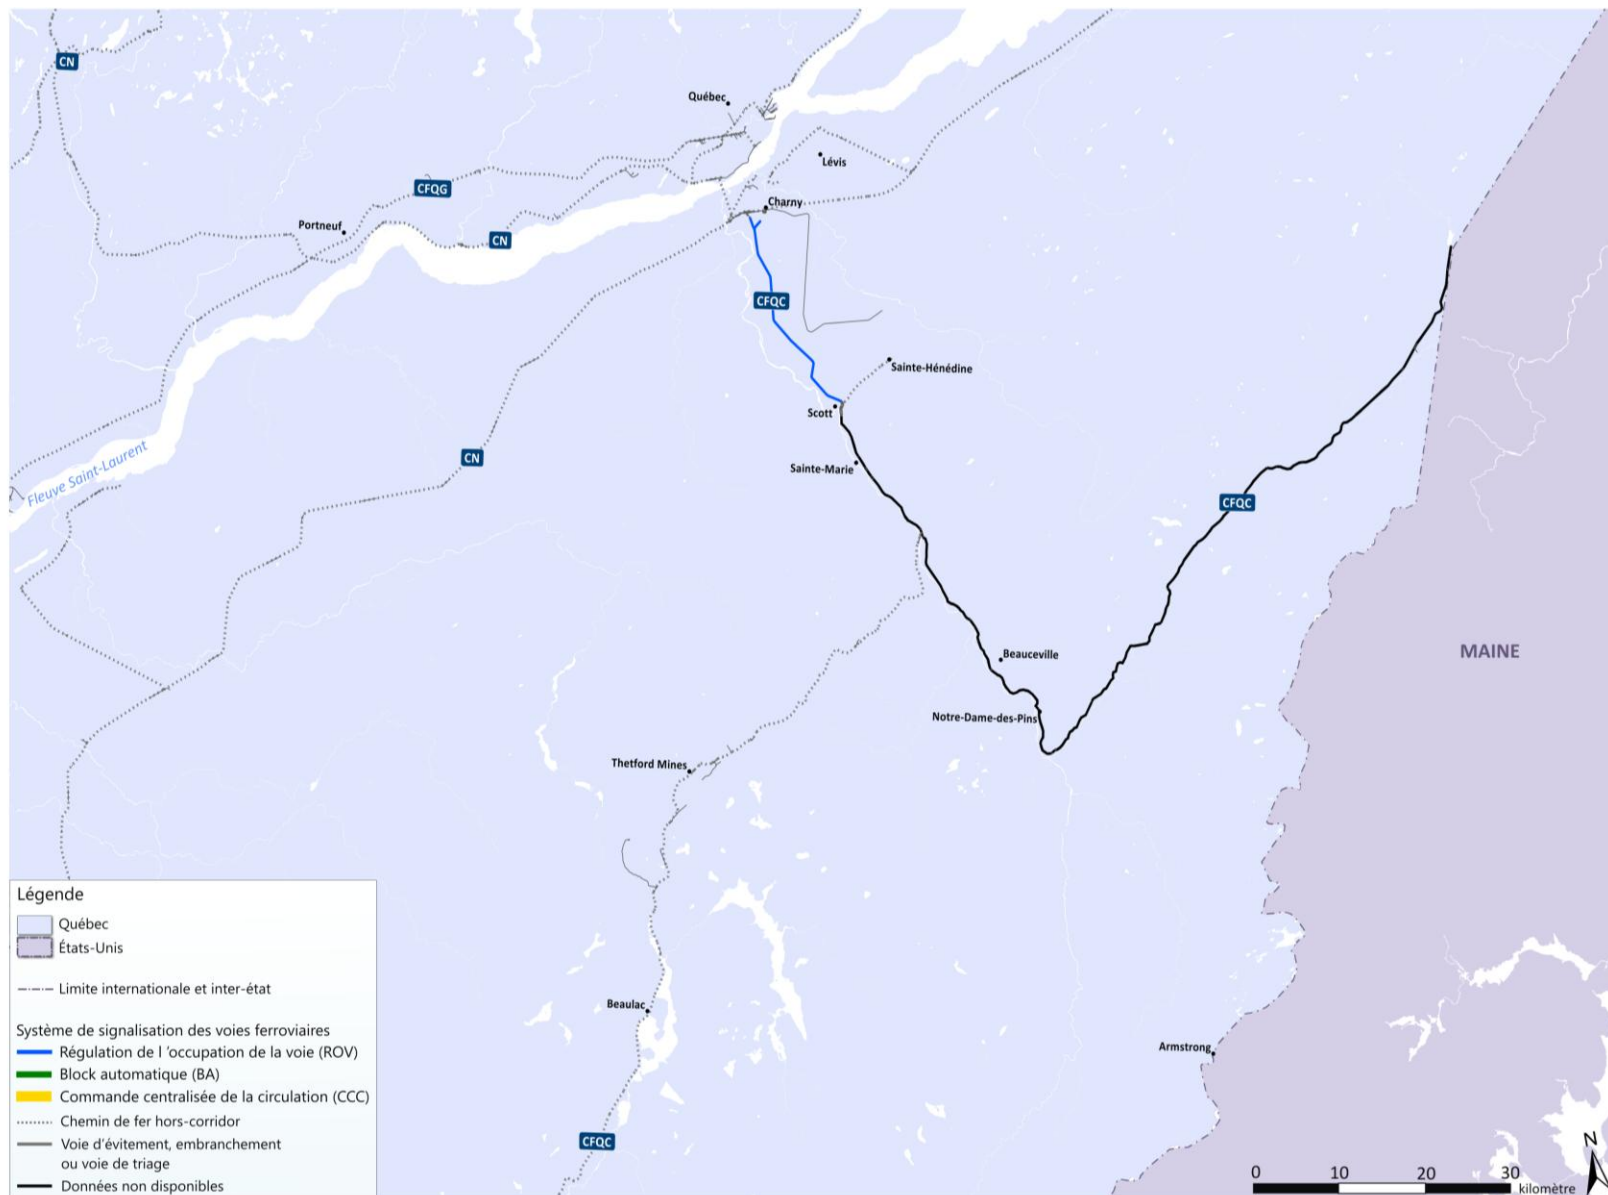 CN
Québec
Lévis
CFQG
Charny
Portneuf
CN
CFQC
Sainte-Hénédine
Scott
Fleuve Saint-Laurent
CN
Sainte-Marie
CFQC
MAINE
Beauceville
Notre-Dame-des-Pins
Thetford Mines
Beaulac
Armstrong
CFQC
Légende
Québec
États-Unis
Limite internationale et inter-état
Système de signalisation des voies ferroviaires
Régulation de l 'occupation de la voie (ROV)
Block automatique (BA)
Commande centralisée de la circulation (CCC)
Chemin de fer hors-corridor
Voie d'évitement, embranchement
ou voie de triage
Données non disponibles
N
0 10 20 30
kilomètre